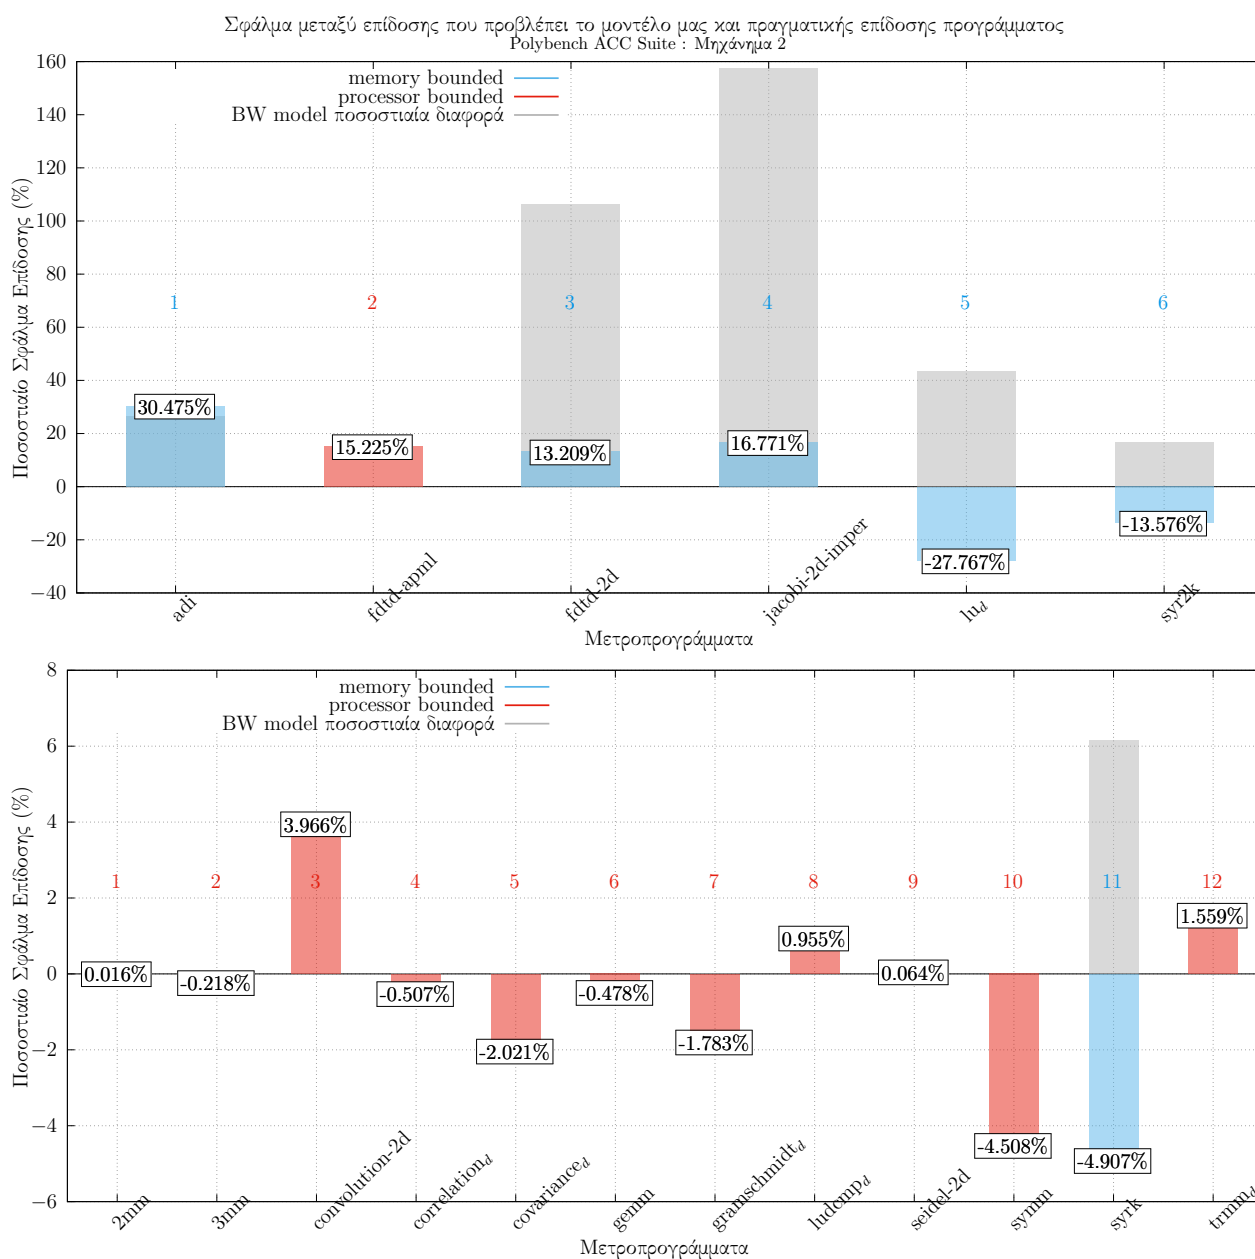 Σφάλμα μεταξύ επίδοσης που προβλέπει το μοντέλο μας και πραγματικής επίδοσης προγράμματος
Polybench ACC Suite : Μηχάνημα 2
memory bounded
processor bounded
BW model ποσοστιαία διαφορά
Ποσοστιαίο Σφάλμα Επίδοσης (%)
160
140
120
100
80
60
40
20
0
−20
−40
1 2 3 4 5 6
30.475% 15.225% 13.209% 16.771% -27.767% -13.576%
adi fdtd-apml fdtd-2d jacobi-2d-imper lud syr2k
Μετροπρογράμματα
memory bounded
processor bounded
BW model ποσοστιαία διαφορά
Ποσοστιαίο Σφάλμα Επίδοσης (%)
8
6
4
2
0
−2
−4
−6
1 2 3 4 5 6 7 8 9 10 11 12
0.016% -0.218% 3.966% -0.507% -2.021% -0.478% -1.783% 0.955% 0.064% -4.508% -4.907% 1.559%
2mm 3mm convolution-2d correlationd covarianced gemm gramschmidtd ludcmpd seidel-2d symm syrk trmmd
Μετροπρογράμματα